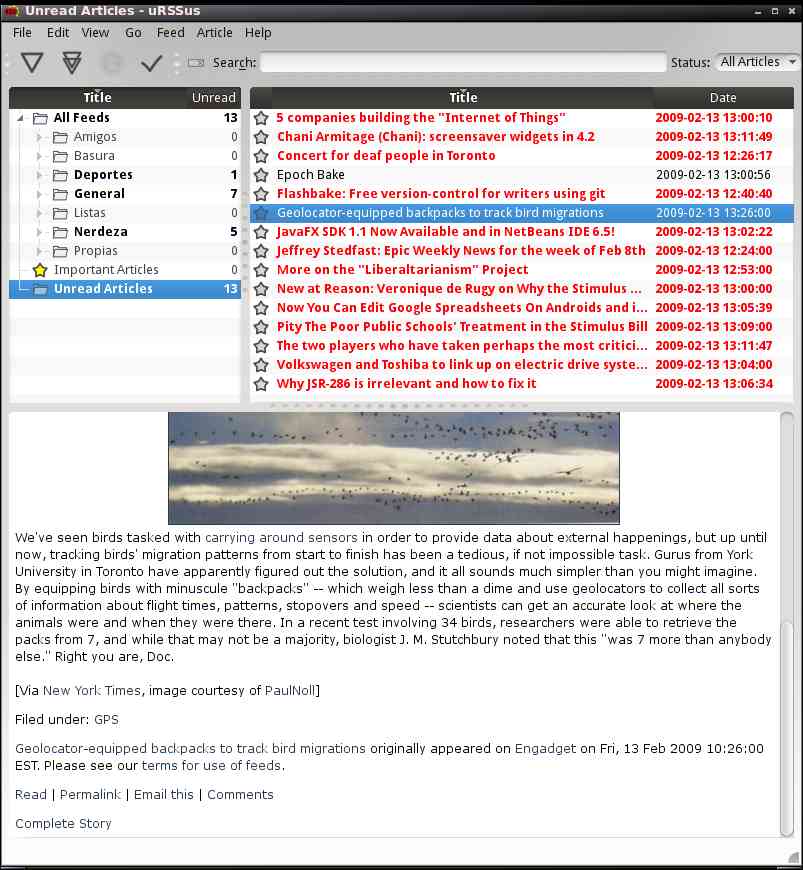 Unread Articles - uRSSus
File Edit View Go Feed Article Help
Search: Status: All Articles
Title Unread
All Feeds 13
Amigos 0
Basura 0
Deportes 1
General 7
Listas 0
Nerdeza 5
Propias 0
Important Articles 0
Unread Articles 13
Title Date
5 companies building the "Internet of Things" 2009-02-13 13:00:10
Chani Armitage (Chani): screensaver widgets in 4.2 2009-02-13 13:11:49
Concert for deaf people in Toronto 2009-02-13 12:26:17
Epoch Bake 2009-02-13 13:00:56
Flashbake: Free version-control for writers using git 2009-02-13 12:40:40
Geolocator-equipped backpacks to track bird migrations 2009-02-13 13:26:00
JavaFX SDK 1.1 Now Available and in NetBeans IDE 6.5! 2009-02-13 13:02:22
Jeffrey Stedfast: Epic Weekly News for the week of Feb 8th 2009-02-13 12:24:00
More on the "Liberaltarianism" Project 2009-02-13 12:53:00
New at Reason: Veronique de Rugy on Why the Stimulus ... 2009-02-13 13:00:00
Now You Can Edit Google Spreadsheets On Androids and i... 2009-02-13 13:05:39
Pity The Poor Public Schools' Treatment in the Stimulus Bill 2009-02-13 13:09:00
The two players who have taken perhaps the most critici... 2009-02-13 13:11:47
Volkswagen and Toshiba to link up on electric drive syste... 2009-02-13 13:04:00
Why JSR-286 is irrelevant and how to fix it 2009-02-13 13:06:34
We've seen birds tasked with carrying around sensors in order to provide data about external happenings, but up until
now, tracking birds' migration patterns from start to finish has been a tedious, if not impossible task. Gurus from York
University in Toronto have apparently figured out the solution, and it all sounds much simpler than you might imagine.
By equipping birds with minuscule "backpacks" -- which weigh less than a dime and use geolocators to collect all sorts
of information about flight times, patterns, stopovers and speed -- scientists can get an accurate look at where the
animals were and when they were there. In a recent test involving 34 birds, researchers were able to retrieve the
packs from 7, and while that may not be a majority, biologist J. M. Stutchbury noted that this "was 7 more than anybody
else." Right you are, Doc.
[Via New York Times, image courtesy of PaulNoll]
Filed under: GPS
Geolocator-equipped backpacks to track bird migrations originally appeared on Engadget on Fri, 13 Feb 2009 10:26:00
EST. Please see our terms for use of feeds.
Read | Permalink | Email this | Comments
Complete Story